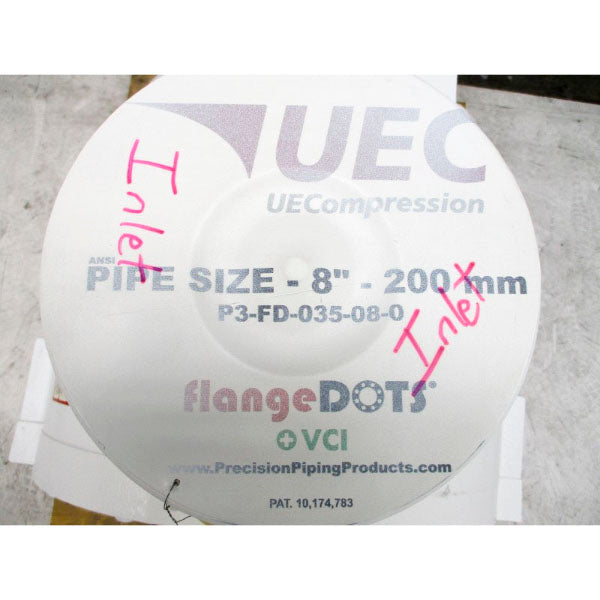 UEC
UECompression
Inlet
ANSI
PIPE SIZE - 8" - 200 mm
P3-FD-035-08-0
Inlet
flangeDOTS®
VCI
www.PrecisionPipingProducts.com
PAT. 10,174,783